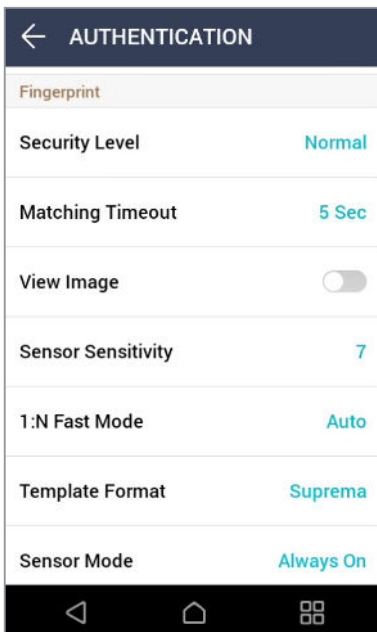 AUTHENTICATION
Fingerprint
Security Level Normal
Matching Timeout 5 Sec
View Image
Sensor Sensitivity 7
1:N Fast Mode Auto
Template Format Suprema
Sensor Mode Always On